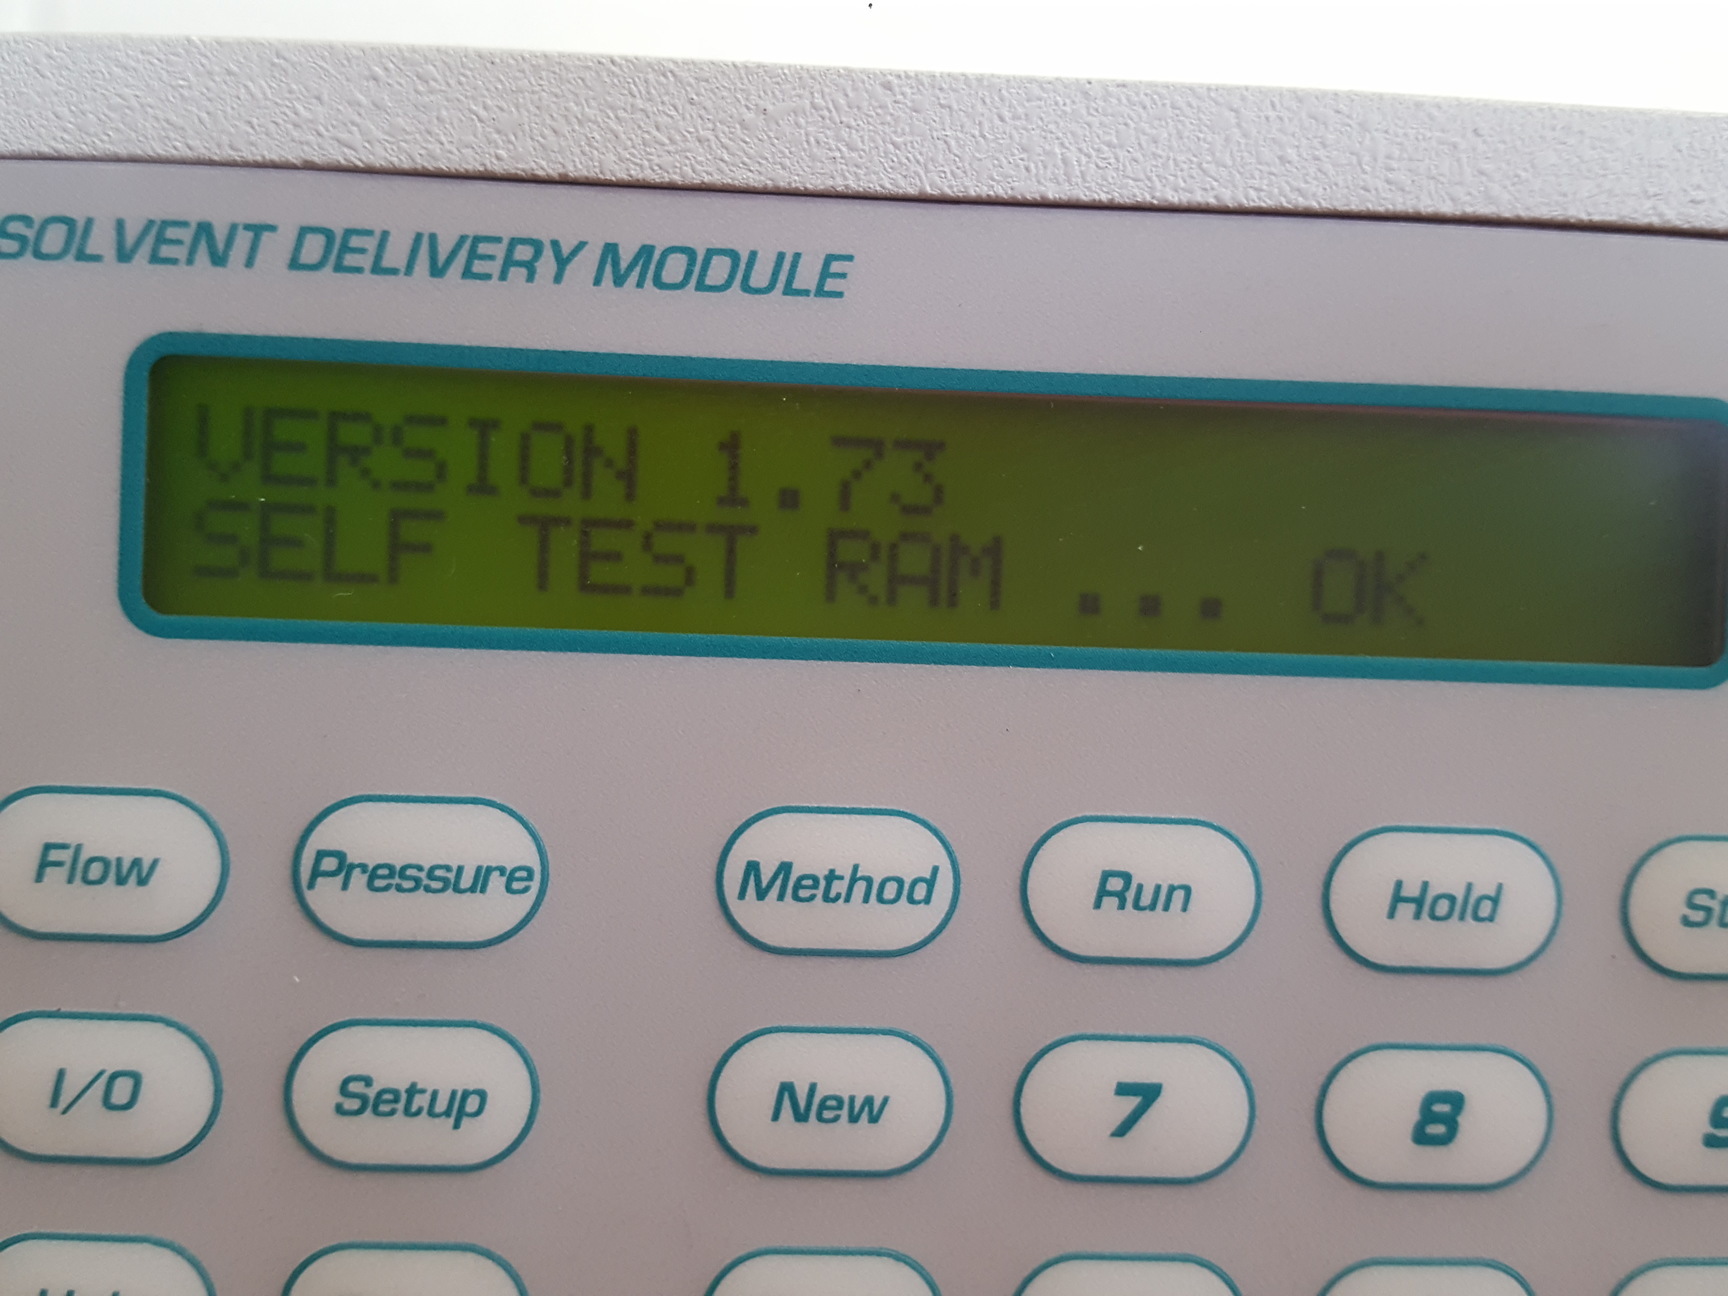 SOLVENT DELIVERY MODULE
VERSION 1.73
SELF TEST RAM ... OK
Flow Pressure Method Run Hold
I/O Setup New 7 8 9